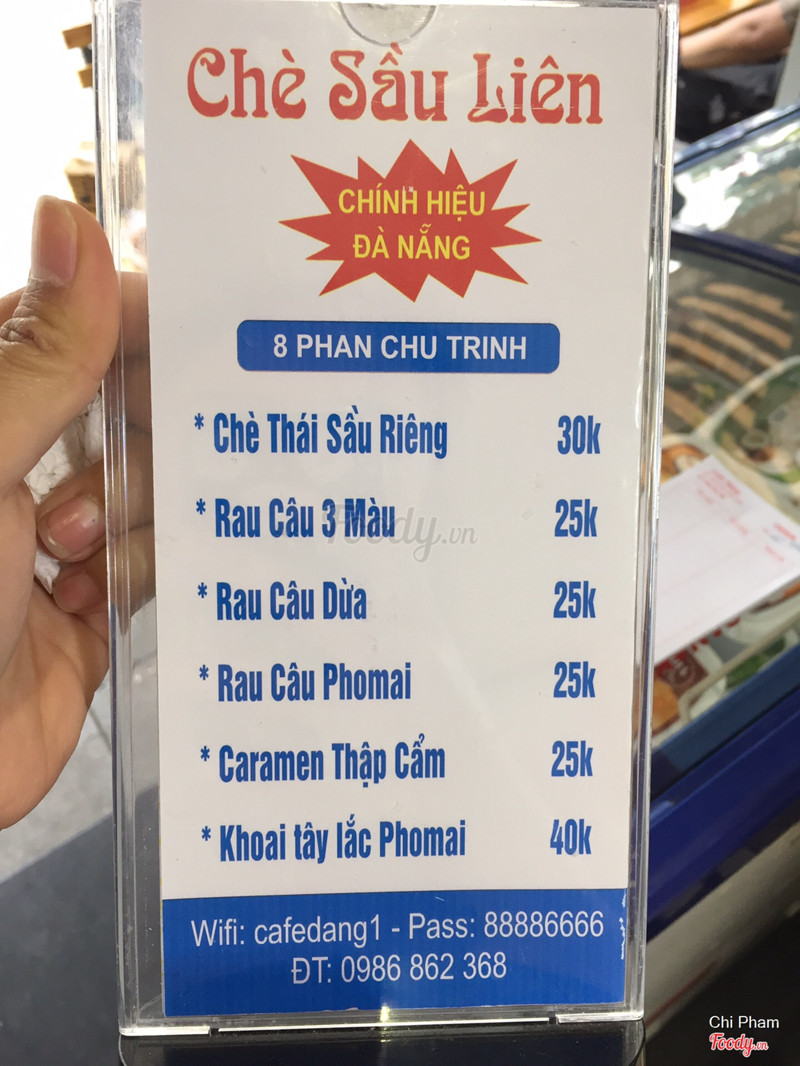 Chè Sầu Liên
CHÍNH HIỆU
ĐÀ NẴNG
8 PHAN CHU TRINH
* Chè Thái Sầu Riêng 30k
* Rau Câu 3 Màu 25k
* Rau Câu Dừa 25k
* Rau Câu Phomai 25k
* Caramen Thập Cẩm 25k
* Khoai tây lắc Phomai 40k
Wifi: cafedang1 - Pass: 88886666
ĐT: 0986 862 368
Foody.vn
Chi Pham
Foody.vn